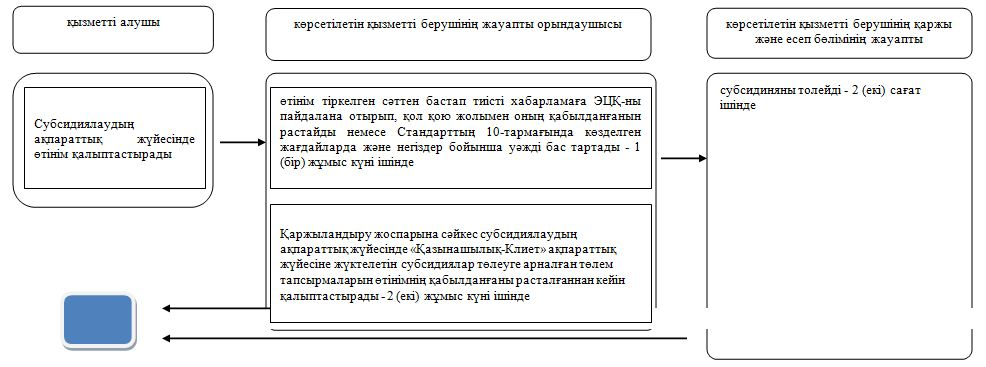 қызметті алушы
көрсетілетін қызметті берушінің жауапты орындаушысы
көрсетілетін қызметті берушінің қаржы
және есеп бөлімінің жауапты
Субсидиялаудың
ақпараттық жүйесінде
өтінім қалыптастырады
өтінім тіркелген сәттен бастап тиісті хабарламаға ЭЦҚ-ны
пайдалана отырып, қол қою жолымен оның қабылданғанын
растайды немесе Стандарттың 10-тармағында көзделген
жағдайларда және негіздер бойынша уәжді бас тартады - 1
(бір) жұмыс күні ішінде
Қаржыландыру жоспарына сәйкес субсидиялаудың
ақпараттық жүйесінде «Қазынашылық-Клиет» ақпараттық
жүйесіне жүктелетін субсидиялар төлеуге арналған төлем
тапсырмаларын өтінімнің қабылданғаны расталғаннан кейін
қалыптастырады - 2 (екі) жұмыс күні ішінде
субсидиняны толейді - 2 (екі) сағат
ішінде